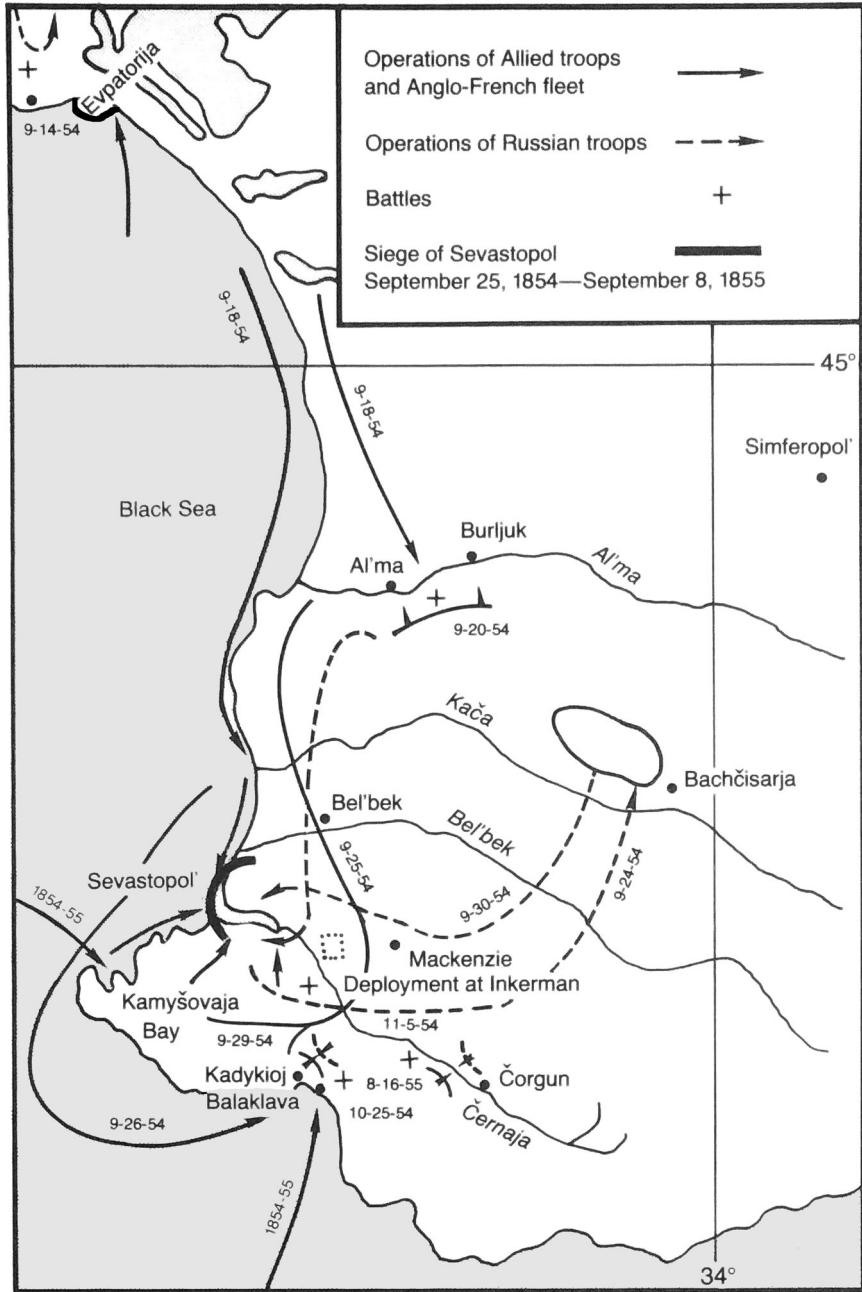 Evpatorija
9-14-54
Operations of Allied troops
and Anglo-French fleet
Operations of Russian troops
Battles
Siege of Sevastopol
September 25, 1854—September 8, 1855
9-18-54
9-18-54
45°
Simferopol'
Black Sea
Burljuk
Al'ma
Al'ma
9-20-54
Kača
Bachčisarja
Bel'bek
Bel'bek
9-25-54
9-24-54
Sevastopol'
9-30-54
1854-55
Mackenzie
Deployment at Inkerman
Kamyšovaja
Bay
11-5-54
9-29-54
Kadykioj
8-16-55
Čorgun
Balaklava
10-25-54
Černaja
9-26-54
1854-55
34°